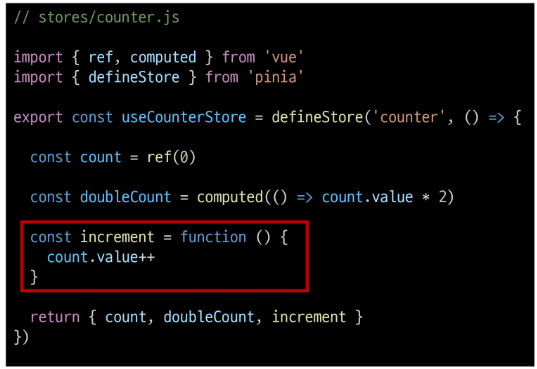 // stores/counter.js
import { ref, computed } from 'vue'
import { defineStore } from 'pinia'
export const useCounterStore = defineStore('counter', () => {
const count = ref(0)
const doubleCount = computed(() => count.value * 2)
const increment = function () {
count.value++
}
return { count, doubleCount, increment }
})